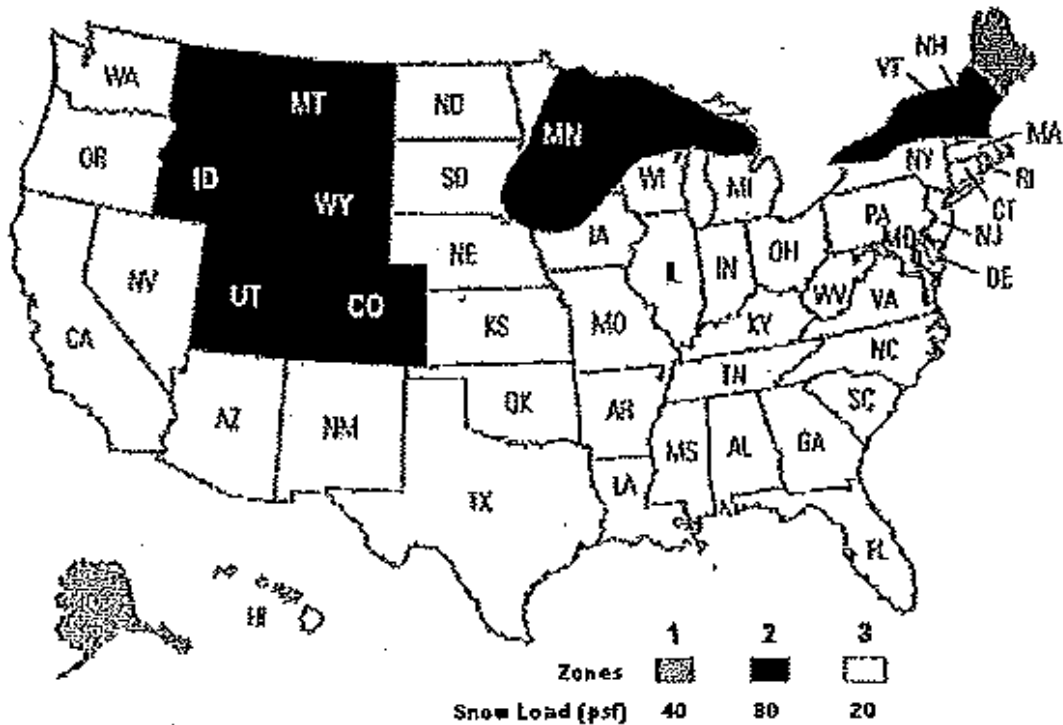 NH
VT
WA
MT
ND
MN
MA
OR
ID
SD
WI
MI
NY
RI
WY
CT
PA
NJ
IA
NE
OH
MD
NV
UT
CO
IL
IN
DE
WV
VA
CA
KS
MO
KY
NC
TN
AZ
NM
OK
AR
SC
MS
AL
GA
TX
LA
FL
HI
1 2 3
Zones
Snow Load (psf) 40 80 20